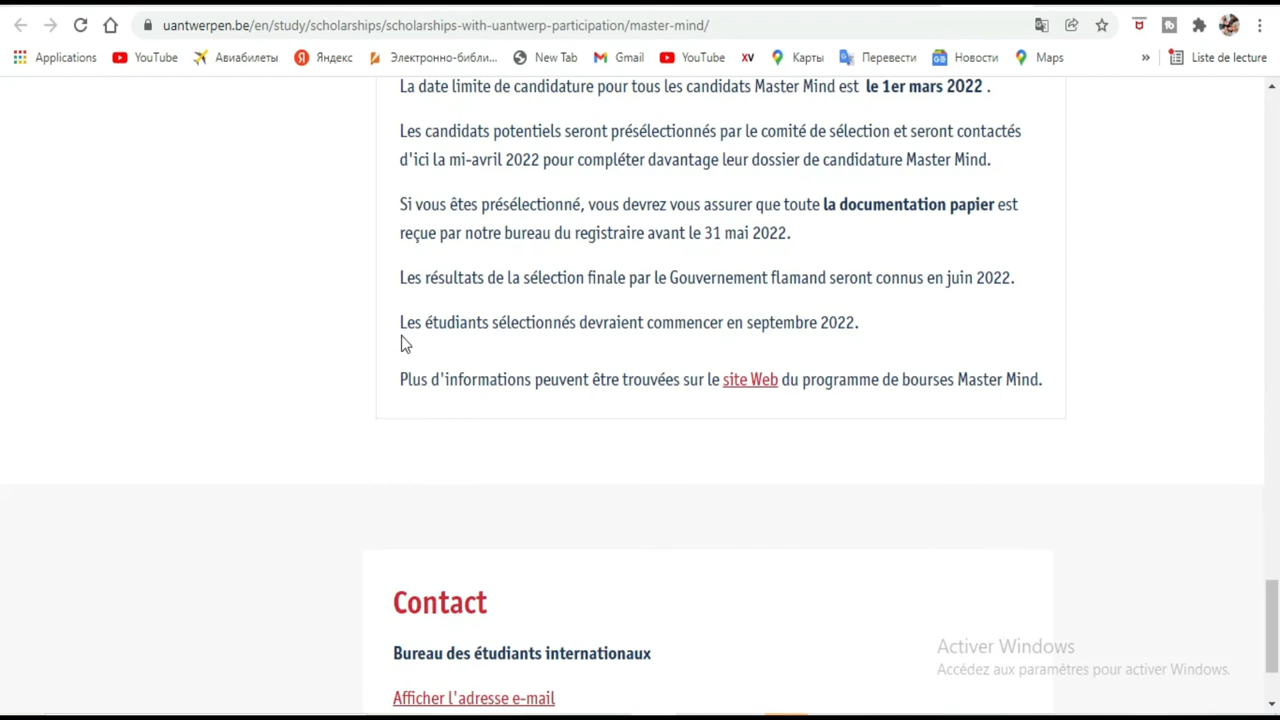 uantwerpen.be/en/study/scholarships/scholarships-with-uantwerp-participation/master-mind/
Applications YouTube Авиабилеты Яндекс Электронно-библи... New Tab Gmail YouTube XV Карты Перевести Новости Maps » Liste de lecture
La date limite de candidature pour tous les candidats Master Mind est le 1er mars 2022 .
Les candidats potentiels seront présélectionnés par le comité de sélection et seront contactés
d'ici la mi-avril 2022 pour compléter davantage leur dossier de candidature Master Mind.
Si vous êtes présélectionné, vous devrez vous assurer que toute la documentation papier est
reçue par notre bureau du registraire avant le 31 mai 2022.
Les résultats de la sélection finale par le Gouvernement flamand seront connus en juin 2022.
Les étudiants sélectionnés devraient commencer en septembre 2022.
Plus d'informations peuvent être trouvées sur le site Web du programme de bourses Master Mind.
Contact
Bureau des étudiants internationaux
Afficher l'adresse e-mail
Activer Windows
Accédez aux paramètres pour activer Windows.